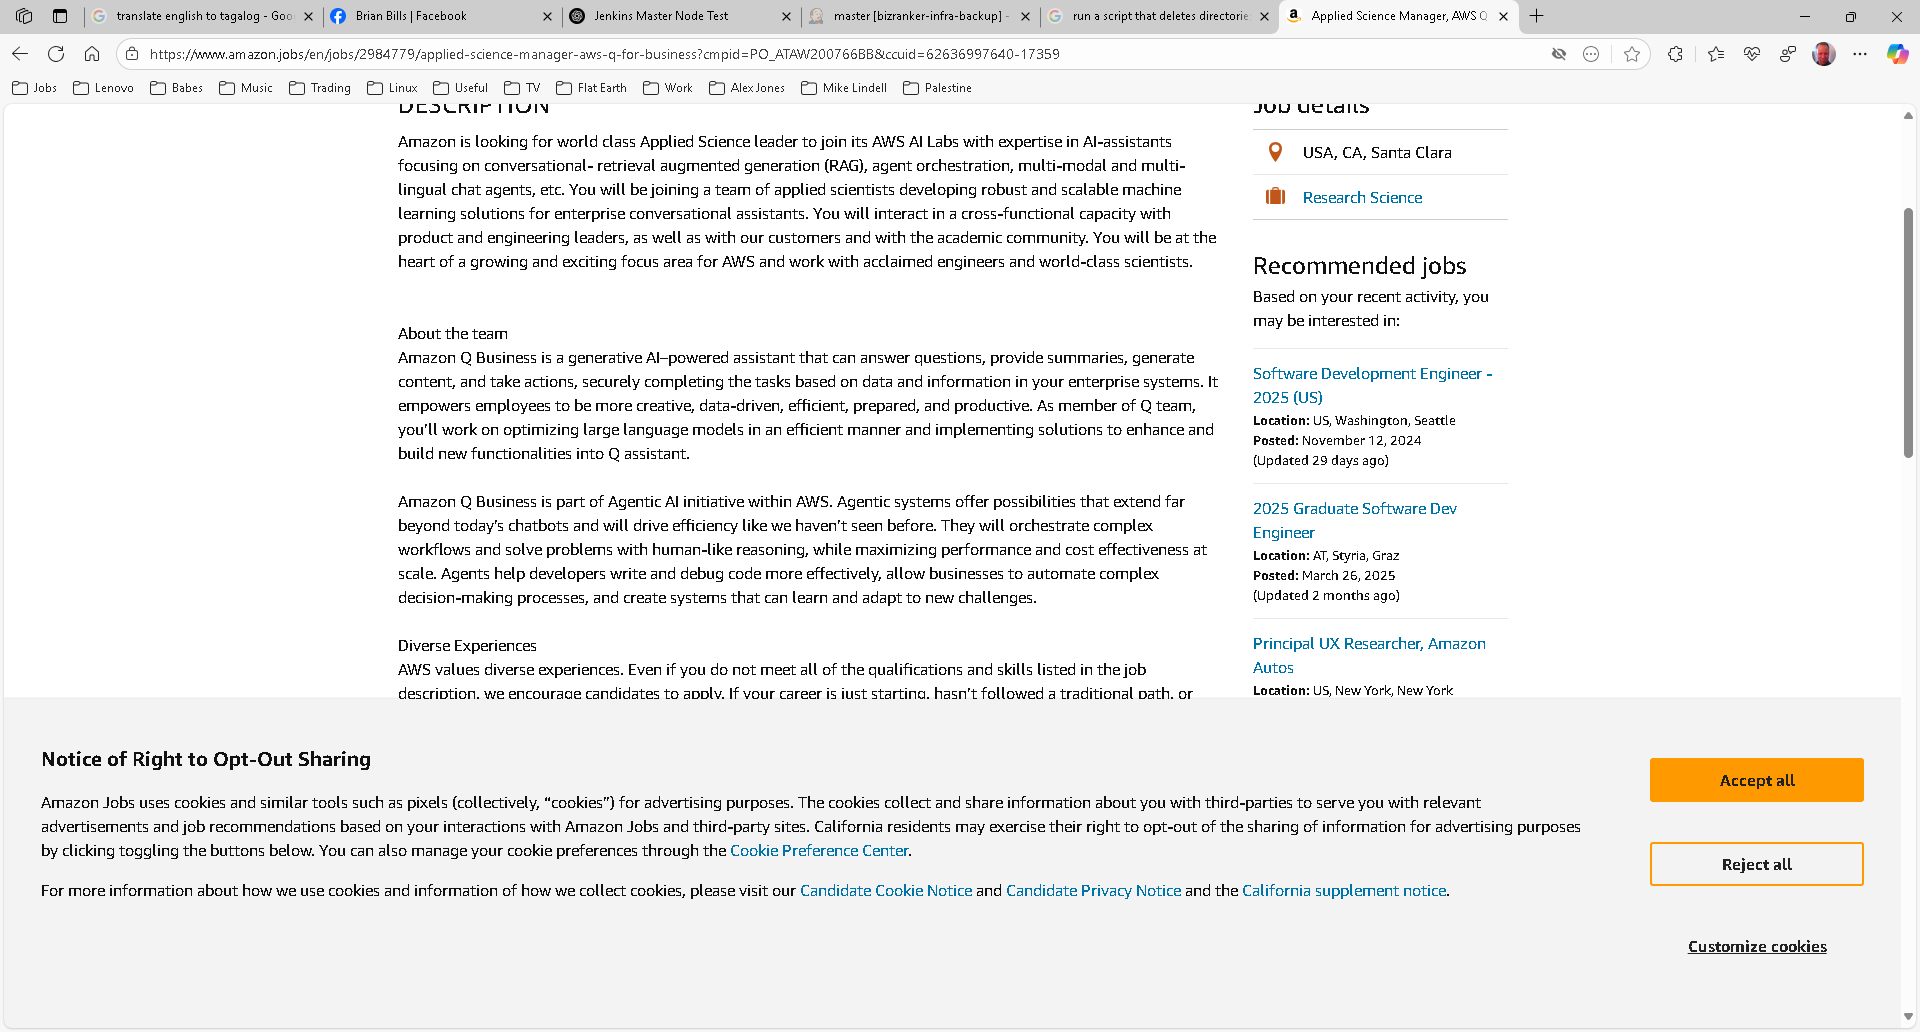 translate english to tagalog - Goo
Brian Bills | Facebook
Jenkins Master Node Test
master [bizranker-infra-backup] -
run a script that deletes directorie
Applied Science Manager, AWS Q
https://www.amazon.jobs/en/jobs/2984779/applied-science-manager-aws-q-for-business?cmpid=PO_ATAW200766BB&ccuid=62636997640-17359
Jobs
Lenovo
Babes
Music
Trading
Linux
Useful
TV
Flat Earth
Work
Alex Jones
Mike Lindell
Palestine
DESCRIPTION
Amazon is looking for world class Applied Science leader to join its AWS AI Labs with expertise in AI-assistants
focusing on conversational- retrieval augmented generation (RAG), agent orchestration, multi-modal and multi-
lingual chat agents, etc. You will be joining a team of applied scientists developing robust and scalable machine
learning solutions for enterprise conversational assistants. You will interact in a cross-functional capacity with
product and engineering leaders, as well as with our customers and with the academic community. You will be at the
heart of a growing and exciting focus area for AWS and work with acclaimed engineers and world-class scientists.
About the team
Amazon Q Business is a generative AI–powered assistant that can answer questions, provide summaries, generate
content, and take actions, securely completing the tasks based on data and information in your enterprise systems. It
empowers employees to be more creative, data-driven, efficient, prepared, and productive. As member of Q team,
you’ll work on optimizing large language models in an efficient manner and implementing solutions to enhance and
build new functionalities into Q assistant.
Amazon Q Business is part of Agentic AI initiative within AWS. Agentic systems offer possibilities that extend far
beyond today’s chatbots and will drive efficiency like we haven’t seen before. They will orchestrate complex
workflows and solve problems with human-like reasoning, while maximizing performance and cost effectiveness at
scale. Agents help developers write and debug code more effectively, allow businesses to automate complex
decision-making processes, and create systems that can learn and adapt to new challenges.
Diverse Experiences
AWS values diverse experiences. Even if you do not meet all of the qualifications and skills listed in the job
description, we encourage candidates to apply. If your career is just starting, hasn’t followed a traditional path, or
Job details
USA, CA, Santa Clara
Research Science
Recommended jobs
Based on your recent activity, you
may be interested in:
Software Development Engineer -
2025 (US)
Location: US, Washington, Seattle
Posted: November 12, 2024
(Updated 29 days ago)
2025 Graduate Software Dev
Engineer
Location: AT, Styria, Graz
Posted: March 26, 2025
(Updated 2 months ago)
Principal UX Researcher, Amazon
Autos
Location: US, New York, New York
Notice of Right to Opt-Out Sharing
Amazon Jobs uses cookies and similar tools such as pixels (collectively, “cookies”) for advertising purposes. The cookies collect and share information about you with third-parties to serve you with relevant
advertisements and job recommendations based on your interactions with Amazon Jobs and third-party sites. California residents may exercise their right to opt-out of the sharing of information for advertising purposes
by clicking toggling the buttons below. You can also manage your cookie preferences through the Cookie Preference Center.
For more information about how we use cookies and information of how we collect cookies, please visit our Candidate Cookie Notice and Candidate Privacy Notice and the California supplement notice.
Accept all
Reject all
Customize cookies